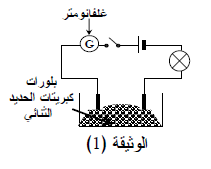 غلفانومتر
G
بلورات
كبريتات الحديد
الثنائي
الوثيقة (1)